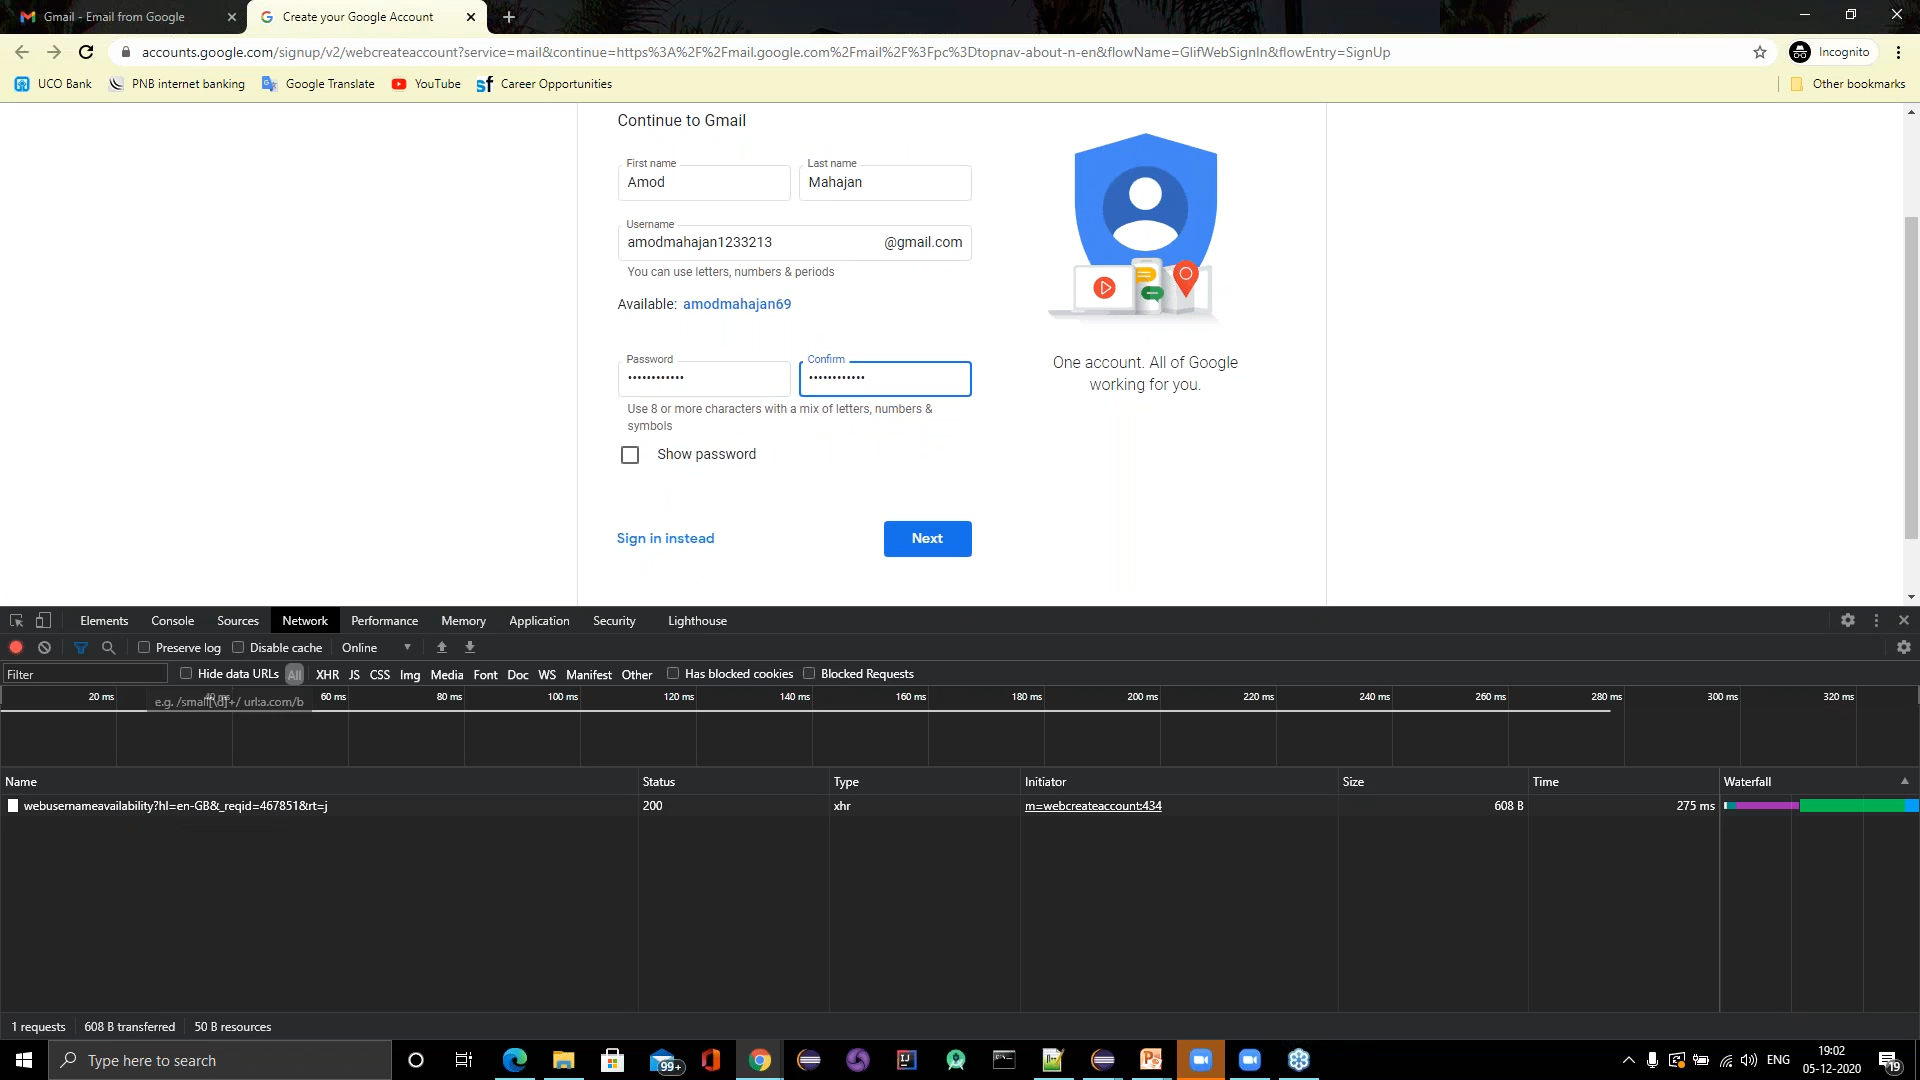 Gmail - Email from Google
Create your Google Account
accounts.google.com/signup/v2/webcreateaccount?service=mail&continue=https%3A%2F%2Fmail.google.com%2Fmail%2F%3Fpc%3Dtopnav-about-n-en&flowName=GlifWebSignIn&flowEntry=SignUp
Incognito
UCO Bank
PNB internet banking
Google Translate
YouTube
Career Opportunities
Other bookmarks
Continue to Gmail
First name
Last name
Amod
Mahajan
Username
amodmahajan1233213
@gmail.com
You can use letters, numbers & periods
Available: amodmahajan69
Password
Confirm
••••••••••••
••••••••••••
Use 8 or more characters with a mix of letters, numbers &
symbols
Show password
Sign in instead
Next
One account. All of Google
working for you.
Elements Console Sources Network Performance Memory Application Security Lighthouse
Preserve log Disable cache Online
Filter Hide data URLs All XHR JS CSS Img Media Font Doc WS Manifest Other Has blocked cookies Blocked Requests
20 ms 40 ms 60 ms 80 ms 100 ms 120 ms 140 ms 160 ms 180 ms 200 ms 220 ms 240 ms 260 ms 280 ms 300 ms 320 ms
e.g. /small[\d]+/ url:a.com/b
Name Status Type Initiator Size Time Waterfall
webusernameavailability?hl=en-GB&_reqid=467851&rt=j 200 xhr m=webcreateaccount:434 608 B 275 ms
1 requests 608 B transferred 50 B resources
Type here to search
99+
ENG
19:02
05-12-2020
19